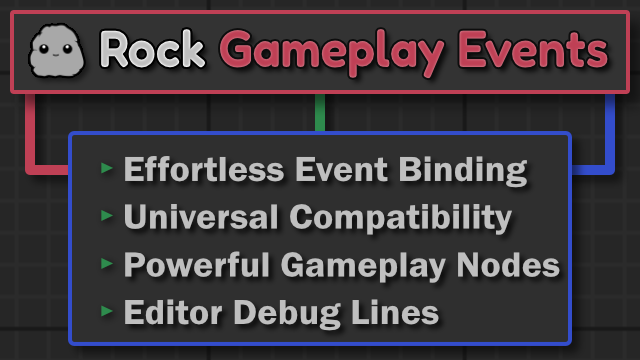 Rock Gameplay Events
Effortless Event Binding
Universal Compatibility
Powerful Gameplay Nodes
Editor Debug Lines